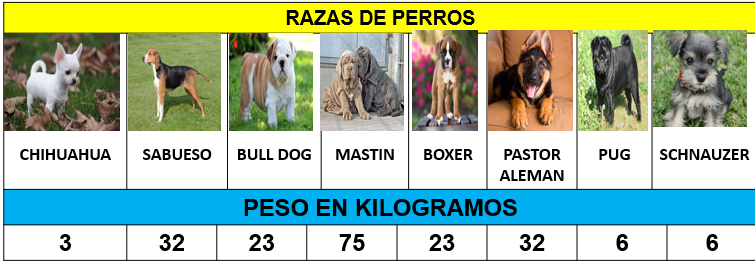 RAZAS DE PERROS
CHIHUAHUA SABUESO BULL DOG MASTIN BOXER PASTOR ALEMAN PUG SCHNAUZER
PESO EN KILOGRAMOS
3 32 23 75 23 32 6 6